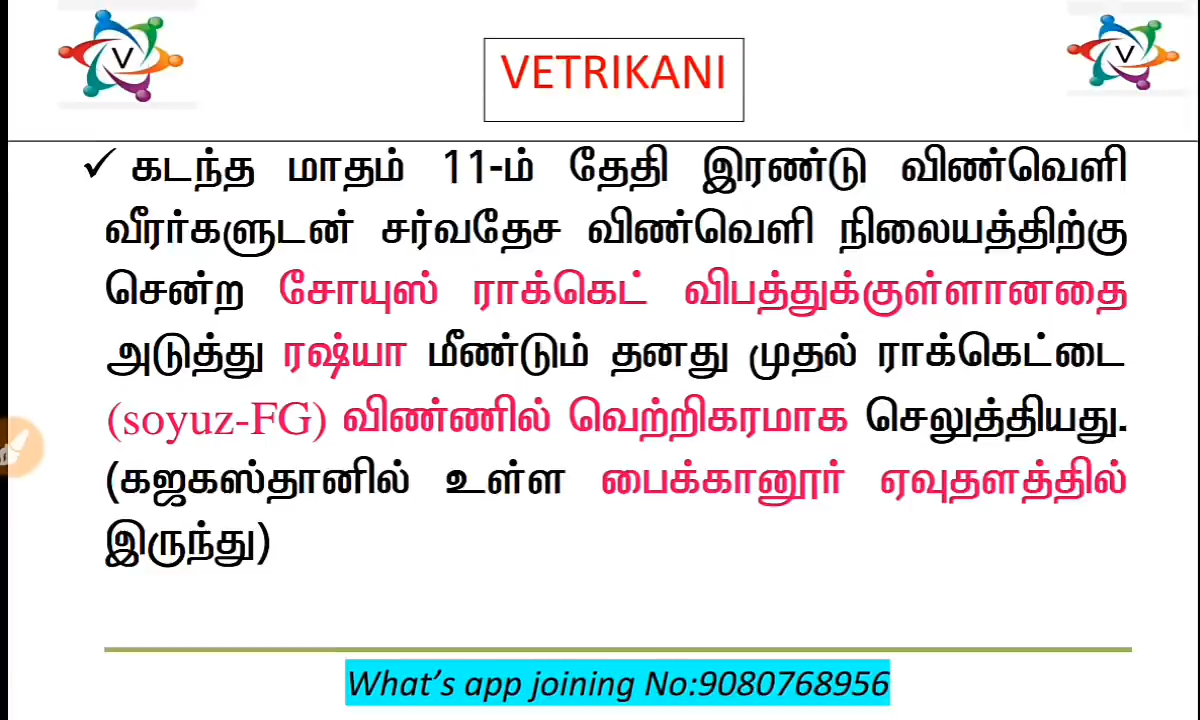 V
VETRIKANI
V
✓ கடந்த மாதம் 11-ம் தேதி இரண்டு விண்வெளி
வீரர்களுடன் சர்வதேச விண்வெளி நிலையத்திற்கு
சென்ற சோயுஸ் ராக்கெட் விபத்துக்குள்ளானதை
அடுத்து ரஷ்யா மீண்டும் தனது முதல் ராக்கெட்டை
(soyuz-FG) விண்ணில் வெற்றிகரமாக செலுத்தியது.
(கஜகஸ்தானில் உள்ள பைக்கானூர் ஏவுதளத்தில்
இருந்து)
What's app joining No:9080768956